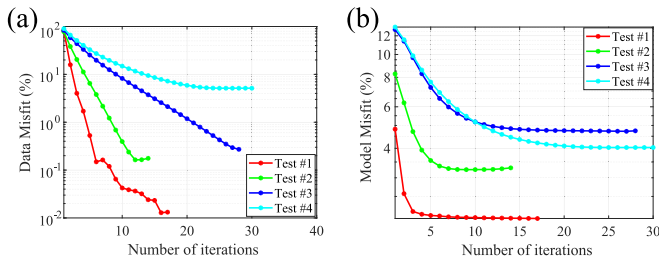 (a)
Data Misfit (%)
10^2
10^1
10^0
10^-1
10^-2
10
20
30
40
Number of iterations
Test #1
Test #2
Test #3
Test #4
(b)
Model Misfit (%)
12
8
6
4
5
10
15
20
25
30
Number of iterations
Test #1
Test #2
Test #3
Test #4